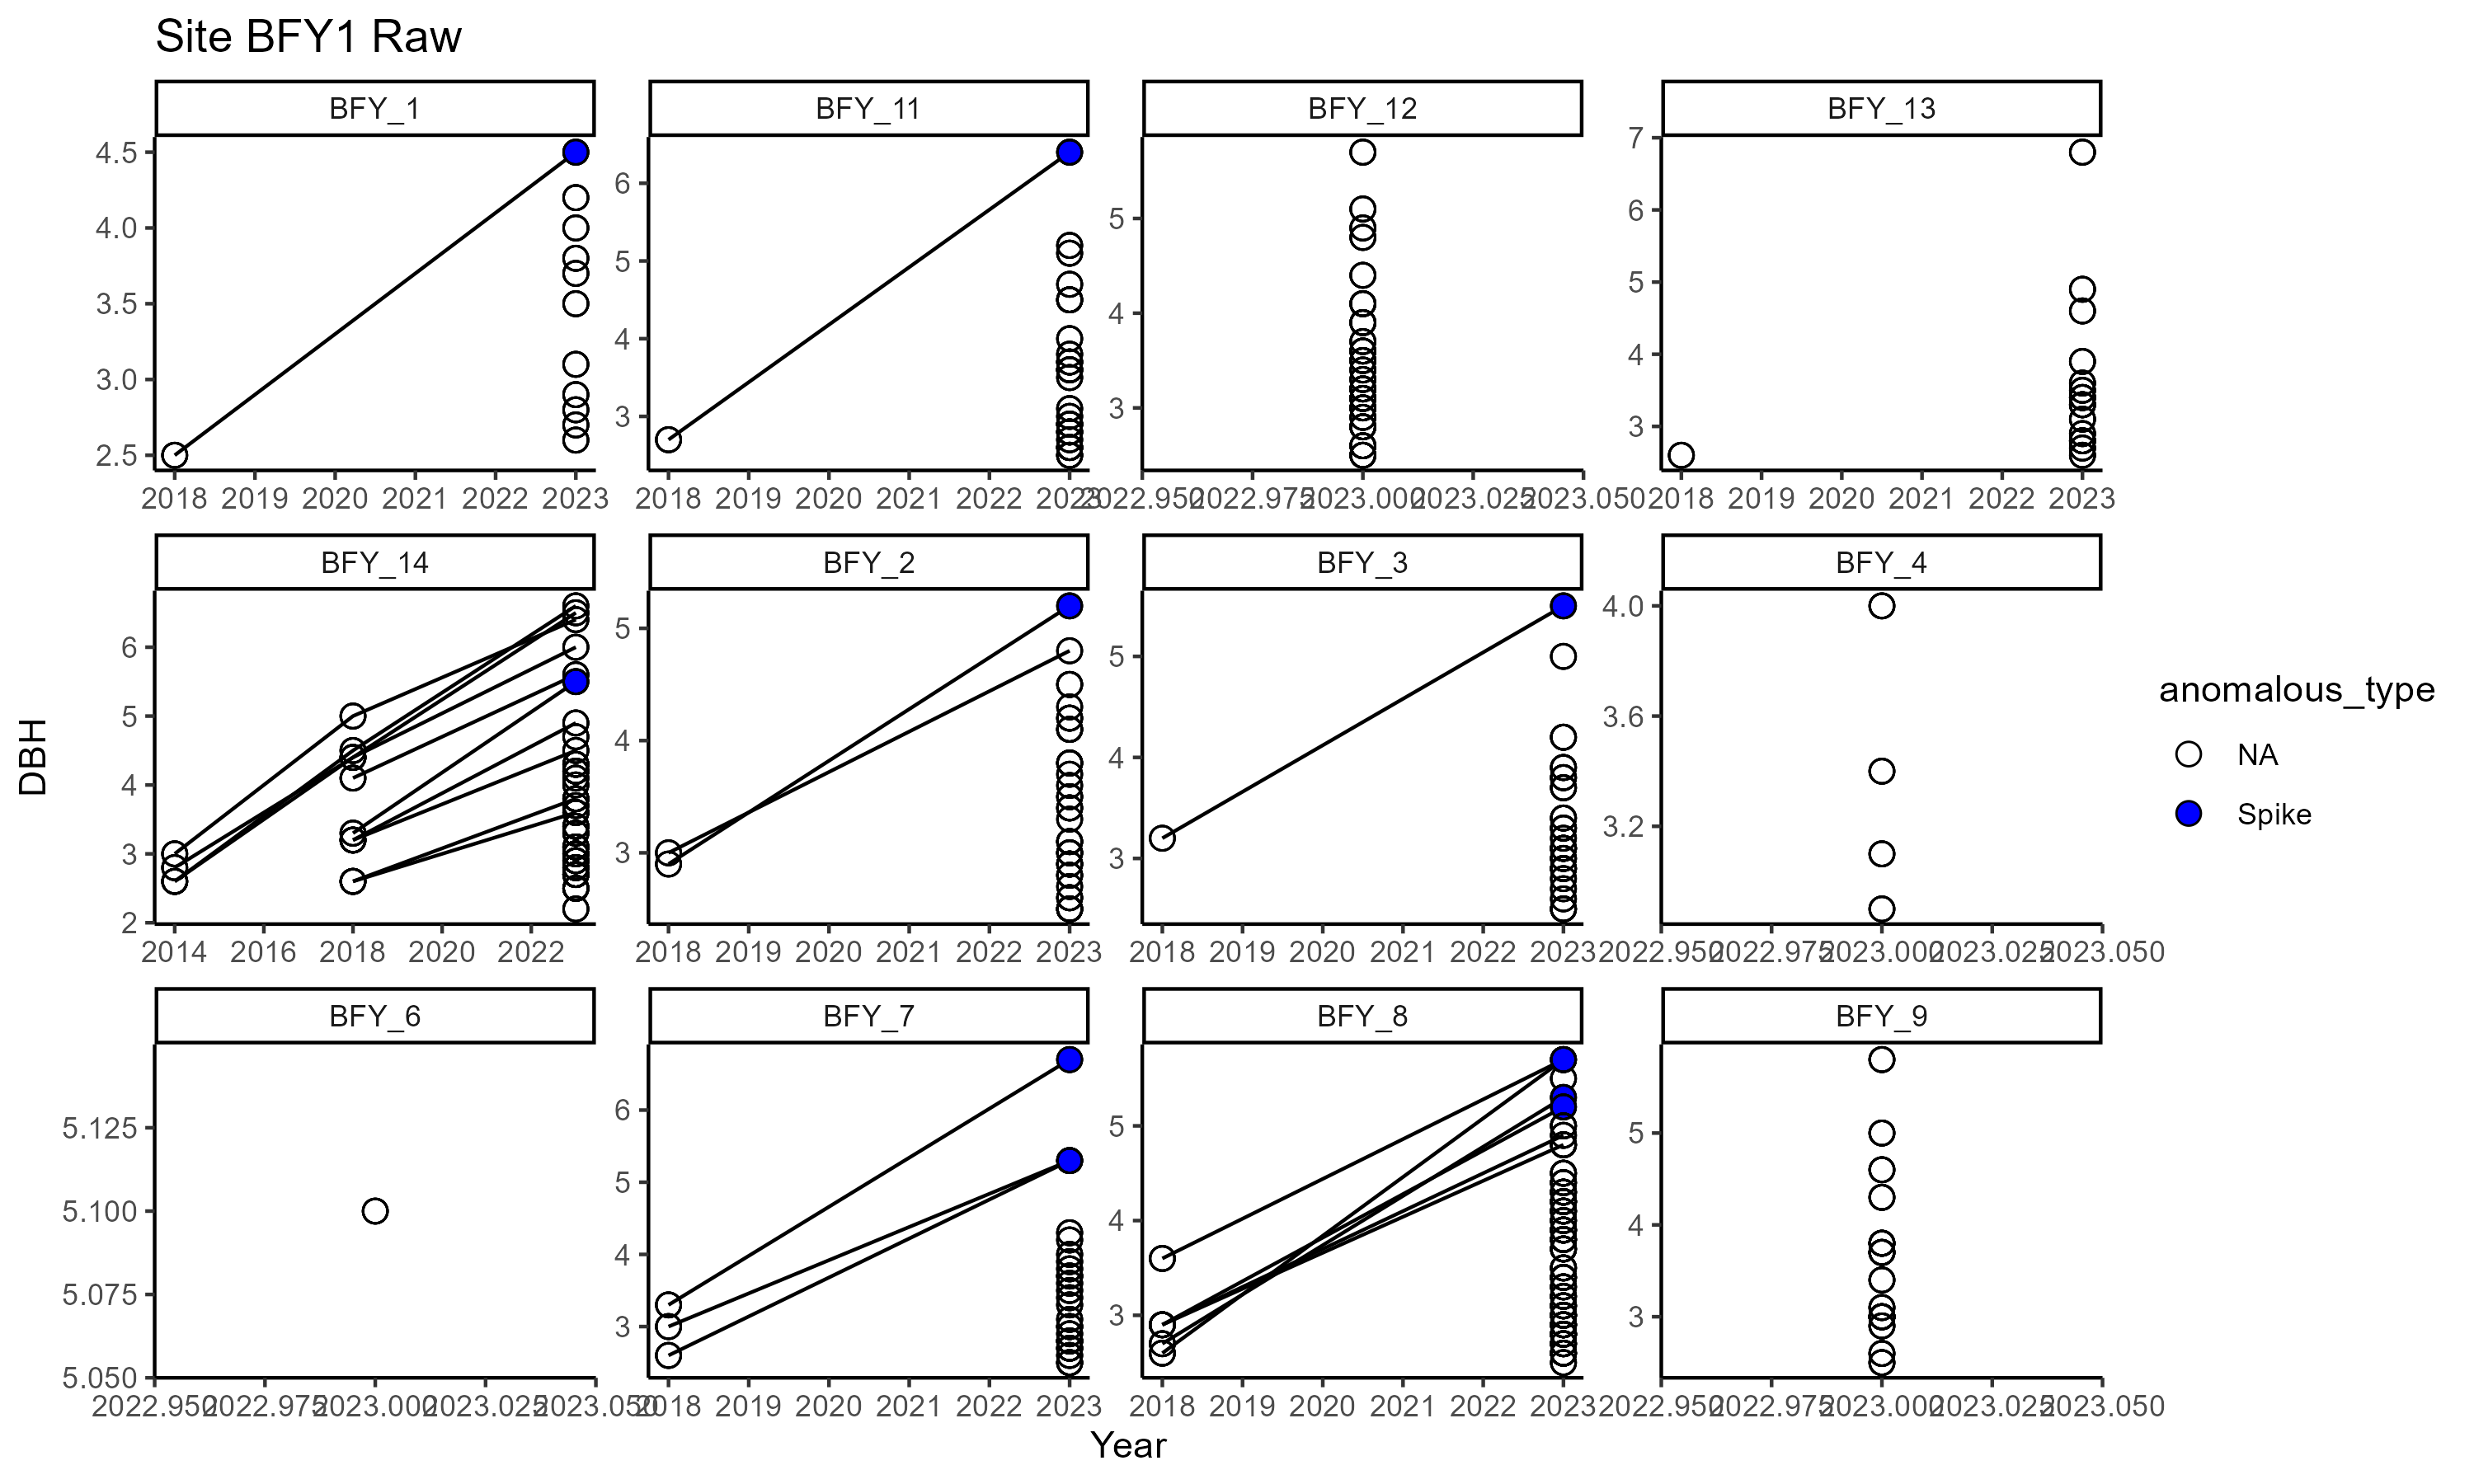 Site BFY1 Raw
BFY_1 BFY_11 BFY_12 BFY_13
4.5
4.0
3.5
3.0
2.5
2018 2019 2020 2021 2022 2023
6
5
4
3
2018 2019 2020 2021 2022 2023
5
4
3
2022.950 2022.975 2023.000 2023.025 2023.050
7
6
5
4
3
2018 2019 2020 2021 2022 2023
BFY_14 BFY_2 BFY_3 BFY_4
6
5
4
3
2
2014 2016 2018 2020 2022
5
4
3
2018 2019 2020 2021 2022 2023
5
4
3
2018 2019 2020 2021 2022 2023
4.0
3.6
3.2
2022.950 2022.975 2023.000 2023.025 2023.050
BFY_6 BFY_7 BFY_8 BFY_9
5.125
5.100
5.075
5.050
2022.950 2022.975 2023.000 2023.025 2023.050
6
5
4
3
2018 2019 2020 2021 2022 2023
5
4
3
2018 2019 2020 2021 2022 2023
5
4
3
2022.950 2022.975 2023.000 2023.025 2023.050
DBH
Year
anomalous_type
NA
Spike